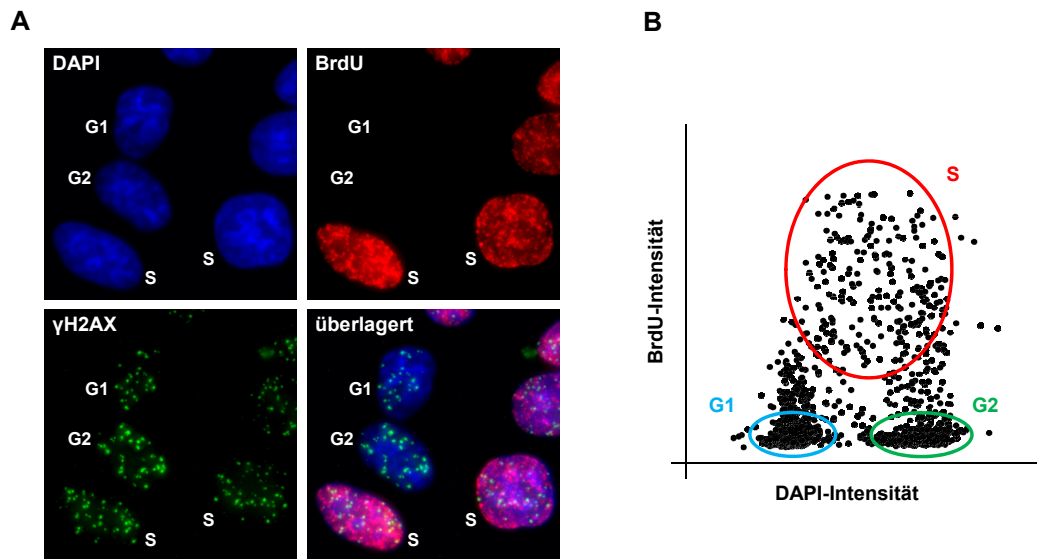 A
DAPI
G1
G2
S
S
BrdU
G1
G2
S
S
γH2AX
G1
G2
S
S
überlagert
G1
G2
S
S
B
S
G1
G2
BrdU-Intensität
DAPI-Intensität